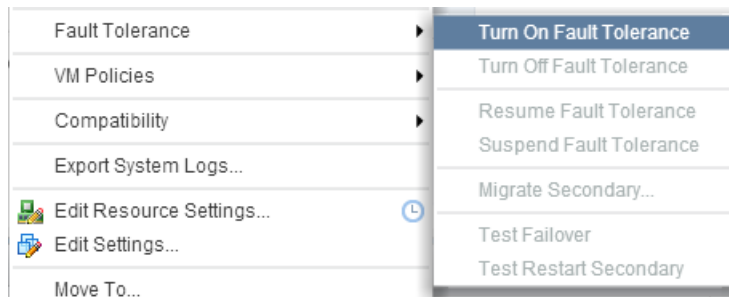 Fault Tolerance
VM Policies
Compatibility
Export System Logs...
Edit Resource Settings...
Edit Settings...
Move To...
Turn On Fault Tolerance
Turn Off Fault Tolerance
Resume Fault Tolerance
Suspend Fault Tolerance
Migrate Secondary...
Test Failover
Test Restart Secondary